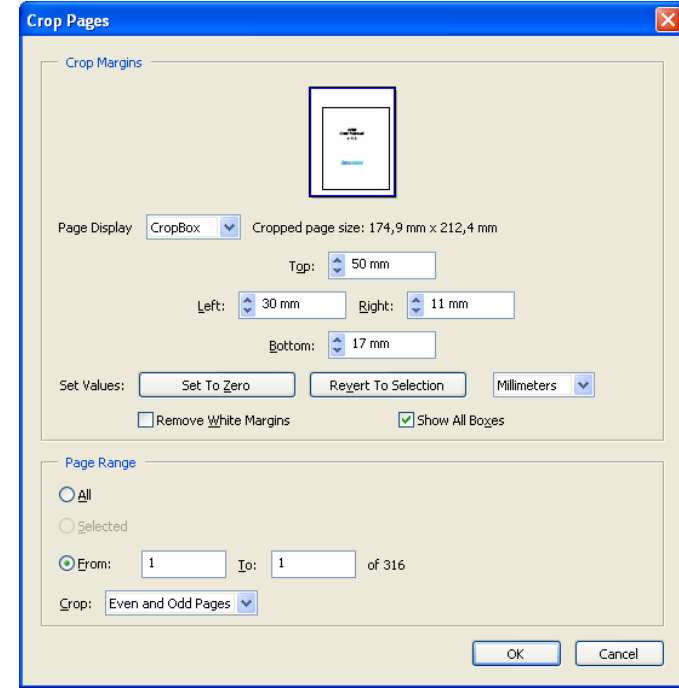 Crop Pages
Crop Margins
Page Display CropBox Cropped page size: 174,9 mm x 212,4 mm
Top: 50 mm
Left: 30 mm Right: 11 mm
Bottom: 17 mm
Set Values: Set To Zero Revert To Selection Millimeters
Remove White Margins Show All Boxes
Page Range
All
Selected
From: 1 To: 1 of 316
Crop: Even and Odd Pages
OK Cancel